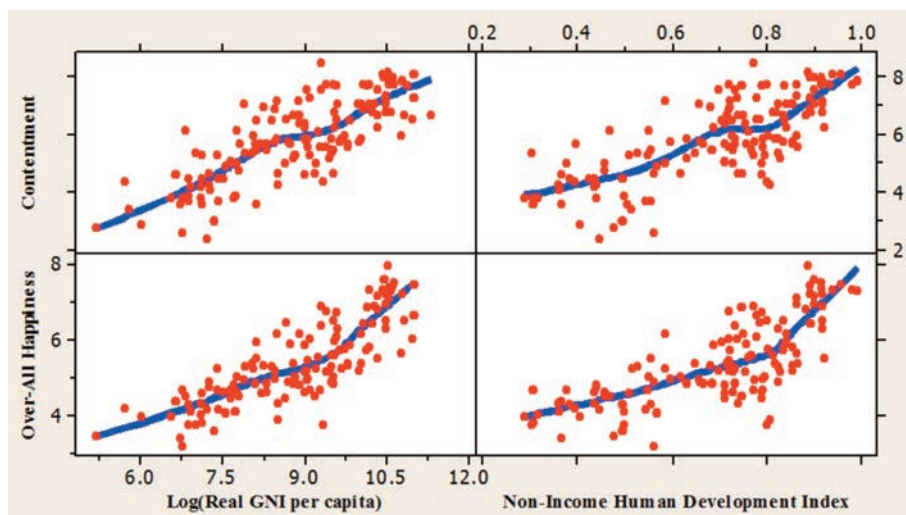 0.2 0.4 0.6 0.8 1.0
Contentment
8
6
4
2
Over-All Happiness
8
6
4
6.0 7.5 9.0 10.5 12.0
Log(Real GNI per capita) Non-Income Human Development Index